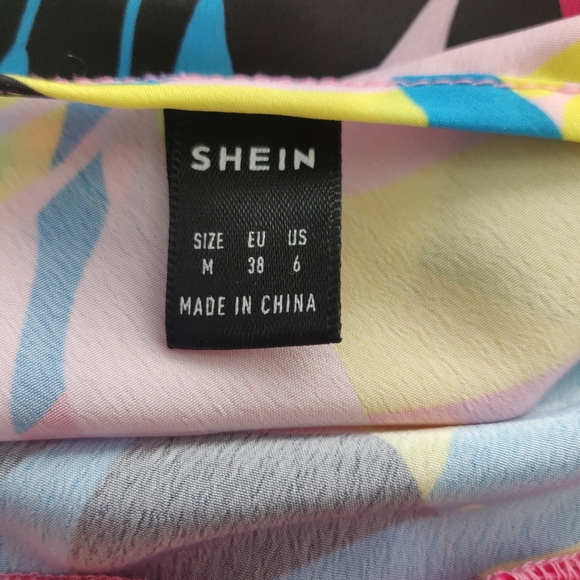 SHEIN
SIZE EU US
M 38 6
MADE IN CHINA